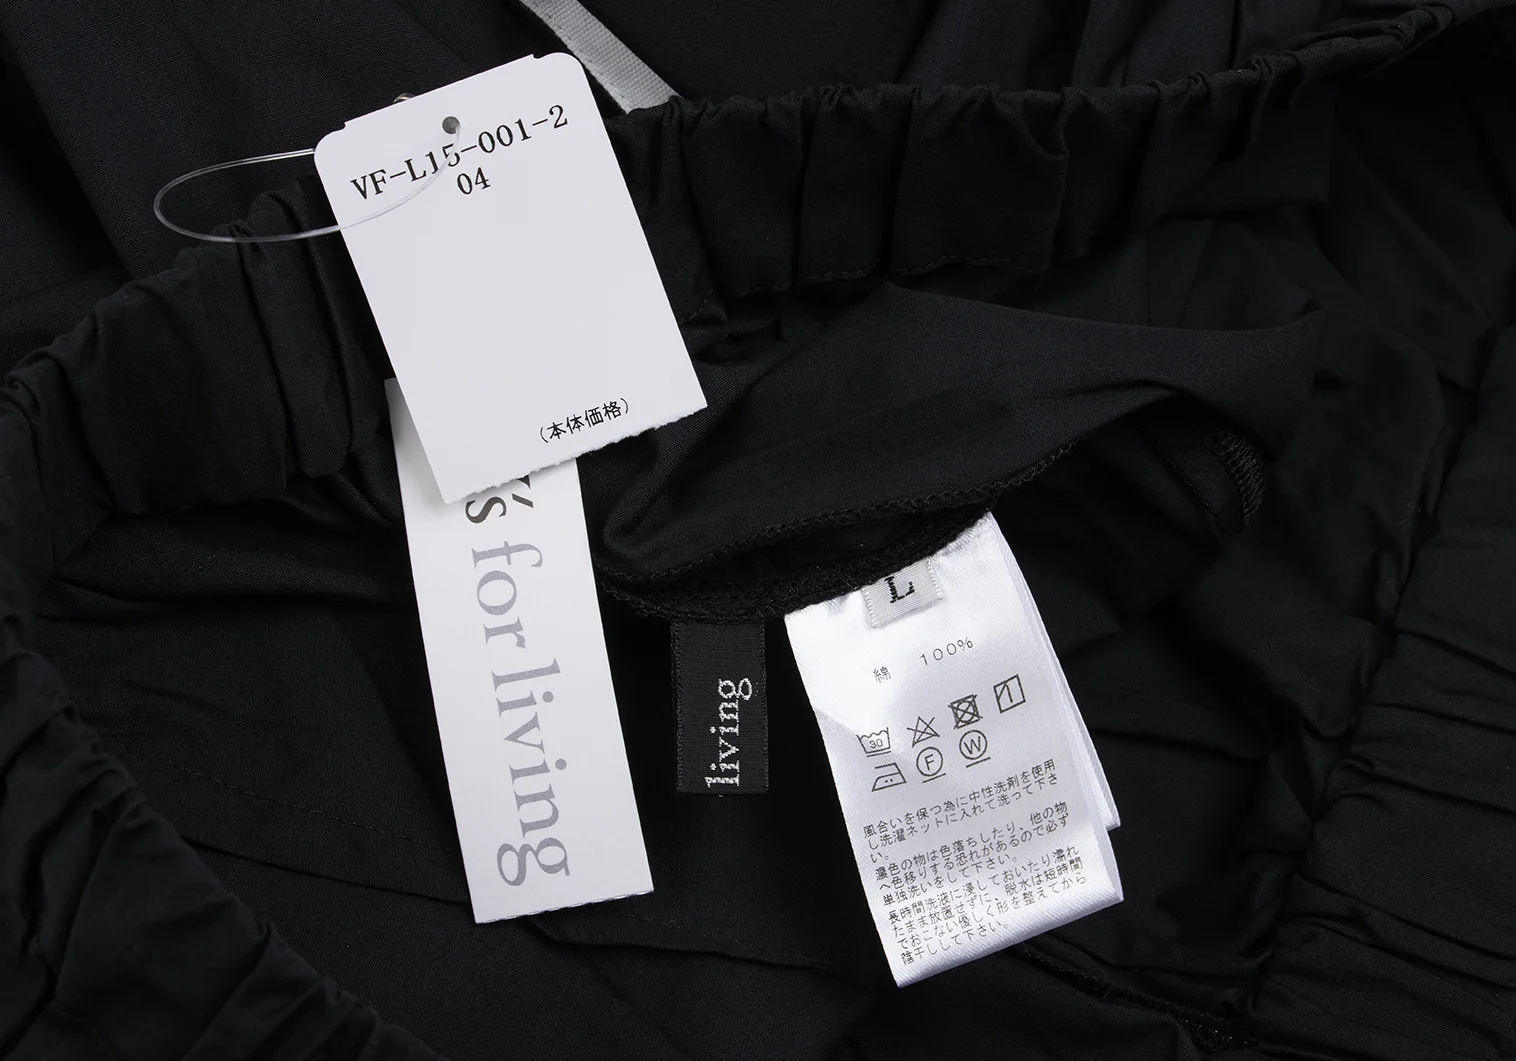 VF-L15-001-2
04
(本体価格)
's for living
living
L
綿 100%
30
F W
風合いを保つ為に中性洗剤を使用
し洗濯ネットに入れて洗って下さ
い。
濃色の物は色落ちしたり、他の物
へ色移りする恐れがあるので必ず
単独洗いをして下さい。
長時間洗液に浸しておいたり濡れ
たまま放置せずに、脱水は短時間
でおこない優しく形を整えてから
陰干しして下さい。